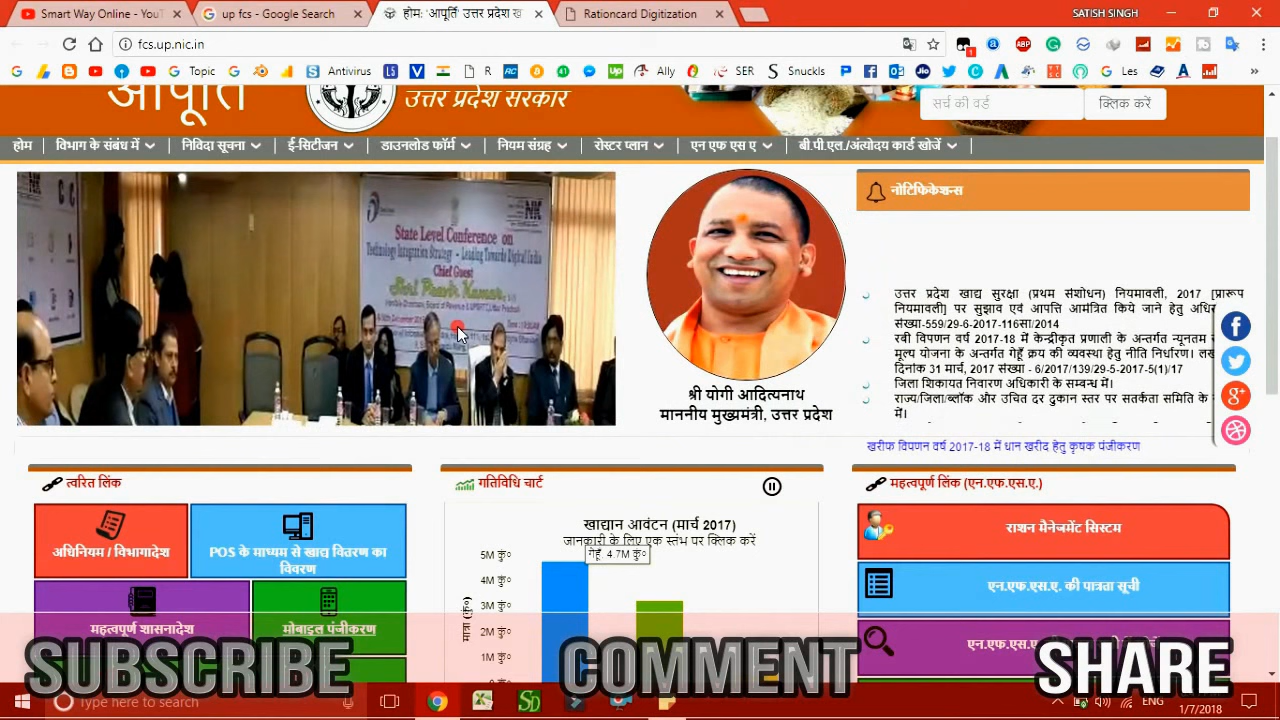 Smart Way Online - YouT
up fcs - Google Search
होम: 'आपूर्ति' उत्तर प्रदेश खा
Rationcard Digitization
SATISH SINGH
fcs.up.nic.in
Topic
Antivirus
R
Ally
SER
Snuckls
Les
आपूर्ति
उत्तर प्रदेश सरकार
सर्च की वर्ड
क्लिक करें
होम
विभाग के संबंध में
निविदा सूचना
ई-सिटीजन
डाउनलोड फॉर्म
नियम संग्रह
रोस्टर प्लान
एन एफ एस ए
बी.पी.एल./अंत्योदय कार्ड खोजें
State Level Conference on
Technology Integration Strategy - Leading Towards Digital India
Chief Guest
श्री योगी आदित्यनाथ
माननीय मुख्यमंत्री, उत्तर प्रदेश
नोटिफिकेशन्स
उत्तर प्रदेश खाद्य सुरक्षा (प्रथम संशोधन) नियमावली, 2017 [प्रारूप
नियमावली] पर सुझाव एवं आपत्ति आमंत्रित किये जाने हेतु अधि
संख्या-559/29-6-2017-116सा/2014
रबी विपणन वर्ष 2017-18 में केन्द्रीकृत प्रणाली के अन्तर्गत न्यूनतम
मूल्य योजना के अन्तर्गत गेहूँ क्रय की व्यवस्था हेतु नीति निर्धारण। लख
दिनांक 31 मार्च, 2017 संख्या - 6/2017/139/29-5-2017-5(1)/17
जिला शिकायत निवारण अधिकारी के सम्बन्ध में।
राज्य/जिला/ब्लॉक और उचित दर दुकान स्तर पर सतर्कता समिति के
में।
खरीफ विपणन वर्ष 2017-18 में धान खरीद हेतु कृषक पंजीकरण
त्वरित लिंक
अधिनियम / विभागादेश
POS के माध्यम से खाद्य वितरण का
विवरण
महत्वपूर्ण शासनादेश
मोबाइल पंजीकरण
गतिविधि चार्ट
खाद्यान आवंटन (मार्च 2017)
जानकारी के लिए एक स्तंभ पर क्लिक करें
गेहूँ: 4.7M कुं०
5M कुं०
4M कुं०
3M कुं०
2M कुं०
1M कुं०
मात्रा (कुं०)
महत्वपूर्ण लिंक (एन.एफ.एस.ए.)
राशन मैनेजमेंट सिस्टम
एन.एफ.एस.ए. की पात्रता सूची
एन.एफ.एस
SUBSCRIBE
COMMENT
SHARE
Type here to search
ENG
1/7/2018